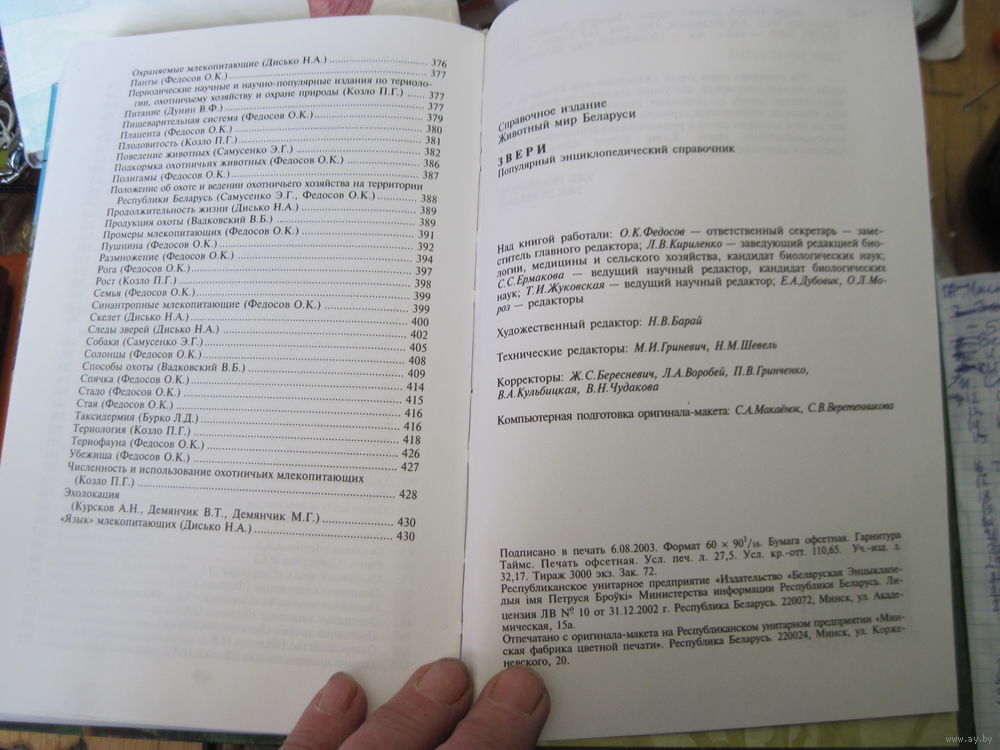 Охраняемые млекопитающие (Дисько Н.А.) 376
Панты (Федосов О.К.) 377
Периодические научные и научно-популярные издания по териоло-
гии, охотничьему хозяйству и охране природы (Козло П.Г.) 377
Питание (Дунин В.Ф.) 377
Пищеварительная система (Федосов О.К.) 379
Плацента (Федосов О.К.) 380
Плодовитость (Козло П.Г.) 381
Поведение животных (Самусенко Э.Г.) 382
Подкормка охотничьих животных (Федосов О.К.) 386
Полигамы (Федосов О.К.) 387
Положение об охоте и ведении охотничьего хозяйства на территории
Республики Беларусь (Самусенко Э.Г., Федосов О.К.) 388
Продолжительность жизни (Дисько Н.А.) 389
Продукция охоты (Вадковский В.Б.) 389
Промеры млекопитающих (Федосов О.К.) 391
Пушнина (Федосов О.К.) 392
Размножение (Федосов О.К.) 394
Рога (Федосов О.К.) 397
Рост (Козло П.Г.) 398
Семья (Федосов О.К.) 399
Синантропные млекопитающие (Федосов О.К.) 399
Скелет (Дисько Н.А.) 400
Следы зверей (Дисько Н.А.) 402
Собаки (Самусенко Э.Г.) 405
Солонцы (Федосов О.К.) 408
Способы охоты (Вадковский В.Б.) 409
Спячка (Федосов О.К.) 414
Стадо (Федосов О.К.) 415
Стая (Федосов О.К.) 416
Таксидермия (Бурко Л.Д.) 416
Териология (Козло П.Г.) 418
Териофауна (Федосов О.К.) 426
Убежища (Федосов О.К.) 427
Численность и использование охотничьих млекопитающих
(Козло П.Г.) 428
Эхолокация
(Курсков А.Н., Демянчик В.Т., Демянчик М.Г.) 430
«Язык» млекопитающих (Дисько Н.А.) 430
Справочное издание
Животный мир Беларуси
ЗВЕРИ
Популярный энциклопедический справочник
Над книгой работали: О.К.Федосов — ответственный секретарь — заме-
ститель главного редактора; Л.В.Кириленко — заведующий редакцией био-
логии, медицины и сельского хозяйства, кандидат биологических наук;
С.С.Ермакова — ведущий научный редактор, кандидат биологических
наук; Т.И.Жуковская — ведущий научный редактор; Е.А.Дубовик, О.Л.Мо-
роз — редакторы
Художественный редактор: Н.В.Барай
Технические редакторы: М.И.Гриневич, Н.М.Шевель
Корректоры: Ж.С.Бересневич, Л.А.Воробей, П.В.Гринченко,
В.А.Кульбицкая, В.Н.Чудакова
Компьютерная подготовка оригинала-макета: С.А.Макаёнок, С.В.Веретенникова
Подписано в печать 6.08.2003. Формат 60 × 90¹/₁₆. Бумага офсетная. Гарнитура
Таймс. Печать офсетная. Усл. печ. л. 27,5. Усл. кр.-отт. 110,65. Уч.-изд. л.
32,17. Тираж 3000 экз. Зак. 72.
Республиканское унитарное предприятие «Издательство «Беларуская Энцыклапе-
дыя імя Петруся Броўкі» Министерства информации Республики Беларусь. Ли-
цензия ЛВ № 10 от 31.12.2002 г. Республика Беларусь. 220072, Минск, ул. Акаде-
мическая, 15а.
Отпечатано с оригинала-макета на Республиканском унитарном предприятии «Мин-
ская фабрика цветной печати». Республика Беларусь. 220024, Минск, ул. Корже-
невского, 20.
www.ay.by